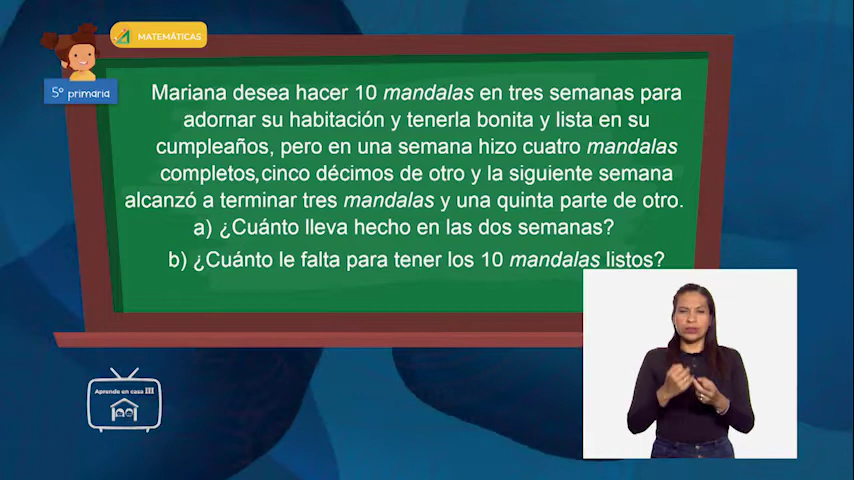 MATEMÁTICAS
5° primaria
Mariana desea hacer 10 mandalas en tres semanas para
adornar su habitación y tenerla bonita y lista en su
cumpleaños, pero en una semana hizo cuatro mandalas
completos, cinco décimos de otro y la siguiente semana
alcanzó a terminar tres mandalas y una quinta parte de otro.
a) ¿Cuánto lleva hecho en las dos semanas?
b) ¿Cuánto le falta para tener los 10 mandalas listos?
Aprende en casa III